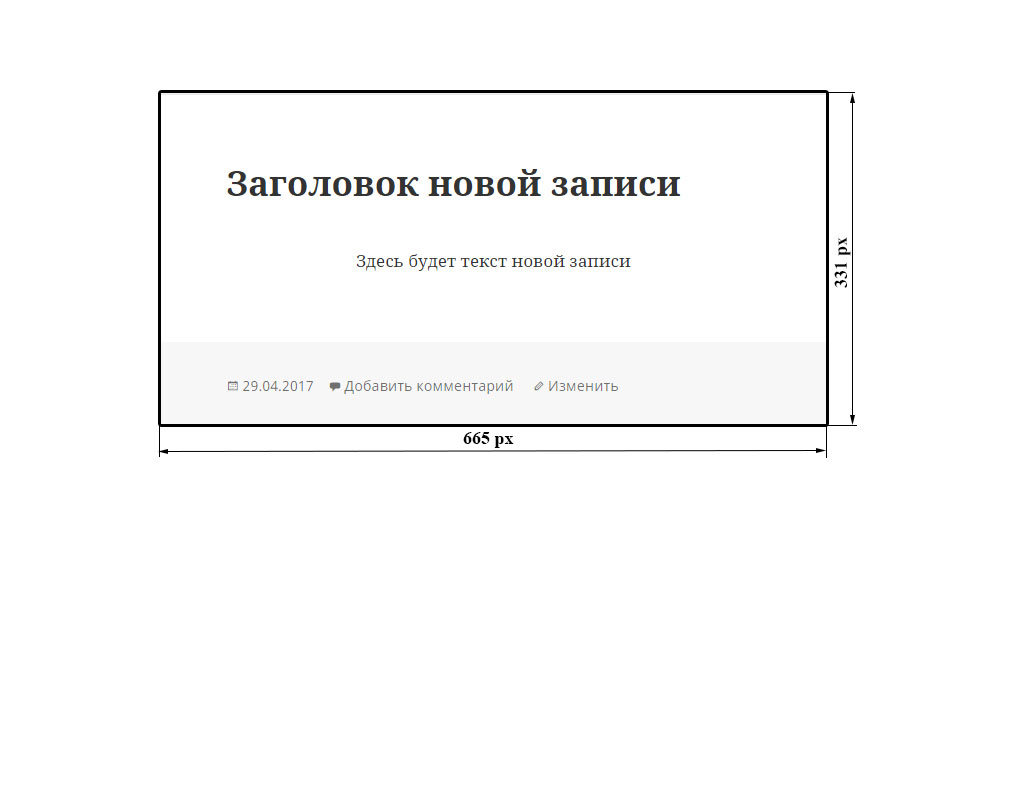 Заголовок новой записи
Здесь будет текст новой записи
331 px
29.04.2017 Добавить комментарий Изменить
665 px